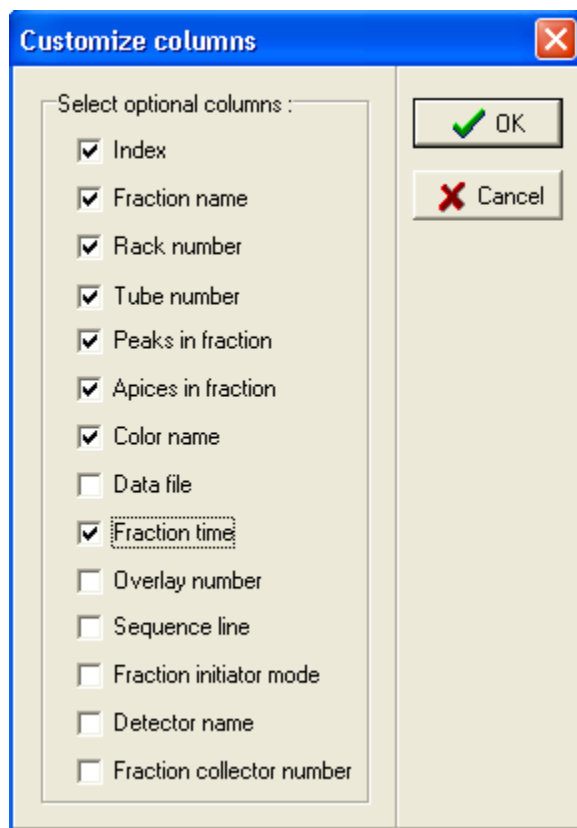 Customize columns
Select optional columns :
Index
Fraction name
Rack number
Tube number
Peaks in fraction
Apices in fraction
Color name
Data file
Fraction time
Overlay number
Sequence line
Fraction initiator mode
Detector name
Fraction collector number
OK
Cancel